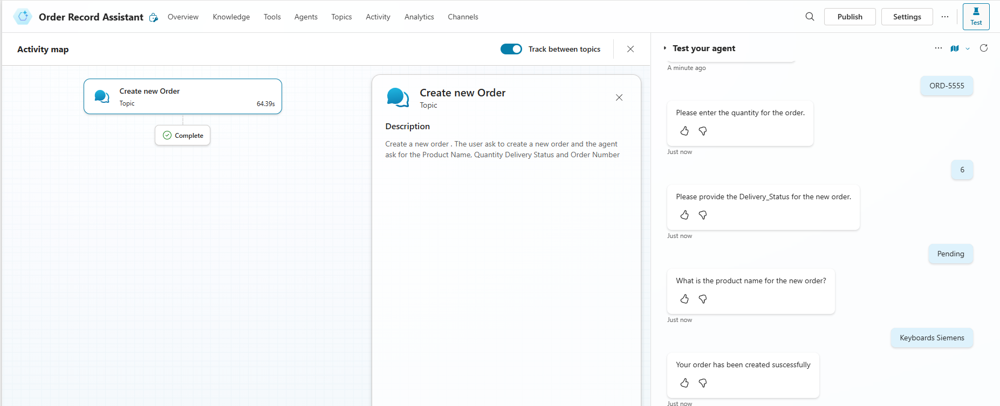 Order Record Assistant
Overview
Knowledge
Tools
Agents
Topics
Activity
Analytics
Channels
Publish
Settings
Test
Activity map
Track between topics
Create new Order
Topic
64.39s
Complete
Create new Order
Topic
Description
Create a new order . The user ask to create a new order and the agent
ask for the Product Name, Quantity Delivery Status and Order Number
Test your agent
A minute ago
ORD-5555
Please enter the quantity for the order.
Just now
6
Please provide the Delivery_Status for the new order.
Just now
Pending
What is the product name for the new order?
Just now
Keyboards Siemens
Your order has been created suscessfully
Just now